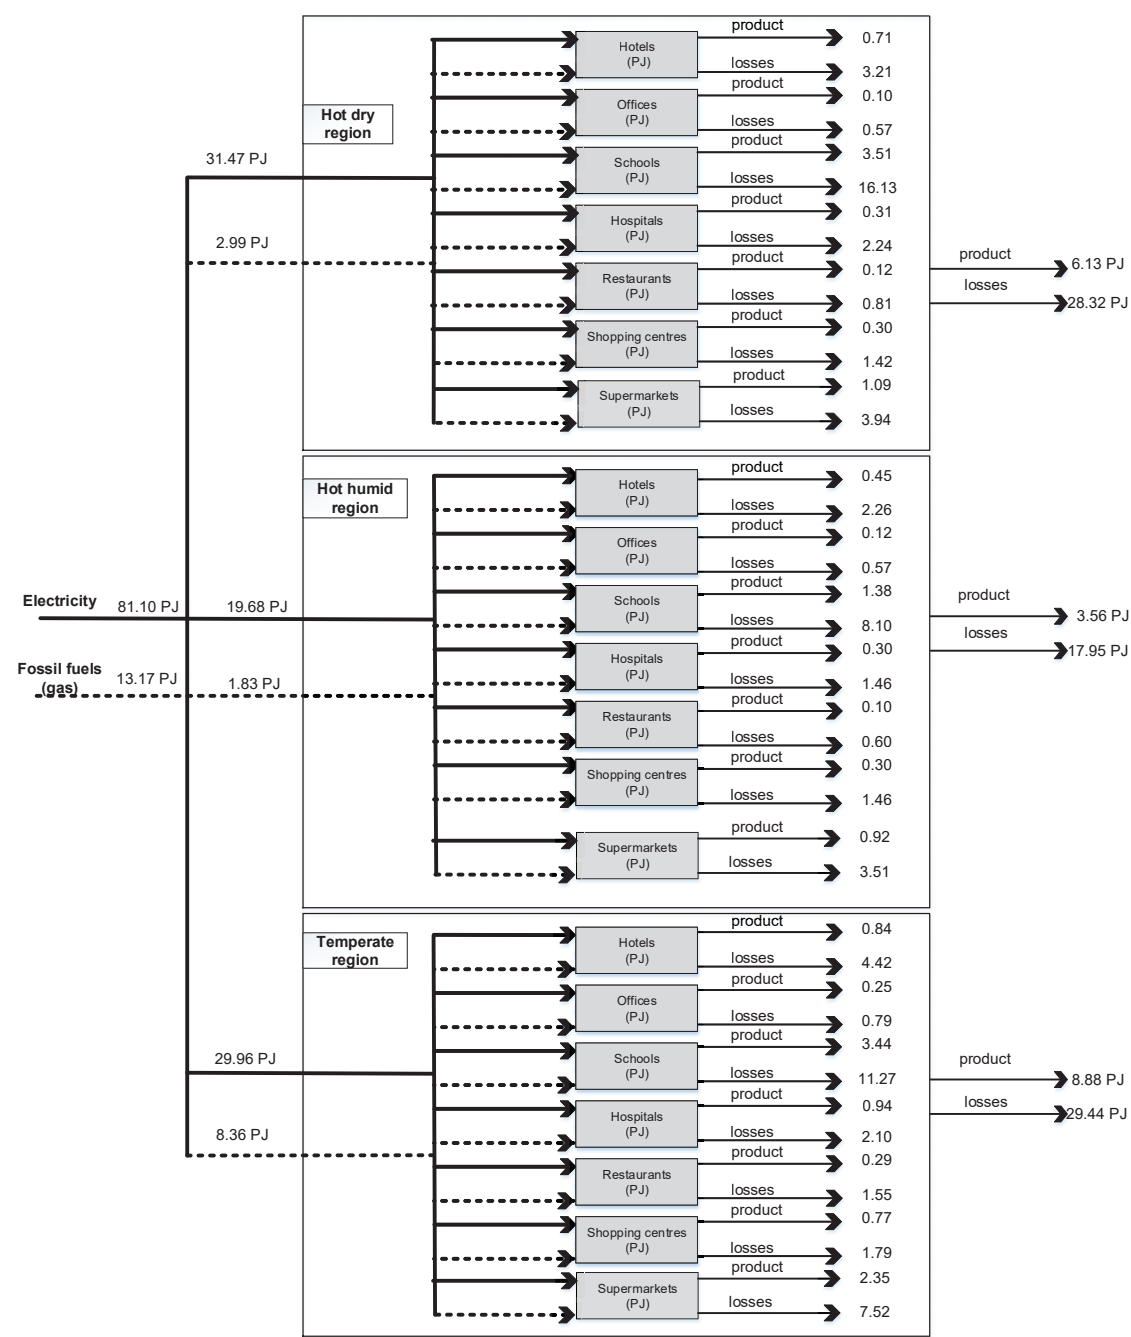 product
0.71
Hotels
(PJ)
losses
3.21
product
0.10
Offices
(PJ)
Hot dry
region
losses
0.57
product
3.51
31.47 PJ
Schools
(PJ)
losses
16.13
product
0.31
Hospitals
(PJ)
2.99 PJ
losses
2.24
product
0.12
product
6.13 PJ
Restaurants
(PJ)
losses
0.81
losses
28.32 PJ
product
0.30
Shopping centres
(PJ)
losses
1.42
product
1.09
Supermarkets
(PJ)
losses
3.94
product
0.45
Hot humid
region
Hotels
(PJ)
losses
2.26
product
0.12
Offices
(PJ)
losses
0.57
product
1.38
Electricity
81.10 PJ
19.68 PJ
Schools
(PJ)
product
3.56 PJ
losses
8.10
losses
17.95 PJ
product
0.30
Fossil fuels
(gas)
13.17 PJ
1.83 PJ
Hospitals
(PJ)
losses
1.46
product
0.10
Restaurants
(PJ)
losses
0.60
product
0.30
Shopping centres
(PJ)
losses
1.46
product
0.92
Supermarkets
(PJ)
losses
3.51
product
0.84
Temperate
region
Hotels
(PJ)
losses
4.42
product
0.25
Offices
(PJ)
losses
0.79
product
3.44
29.96 PJ
Schools
(PJ)
product
8.88 PJ
losses
11.27
losses
29.44 PJ
product
0.94
Hospitals
(PJ)
8.36 PJ
losses
2.10
product
0.29
Restaurants
(PJ)
losses
1.55
product
0.77
Shopping centres
(PJ)
losses
1.79
product
2.35
Supermarkets
(PJ)
losses
7.52